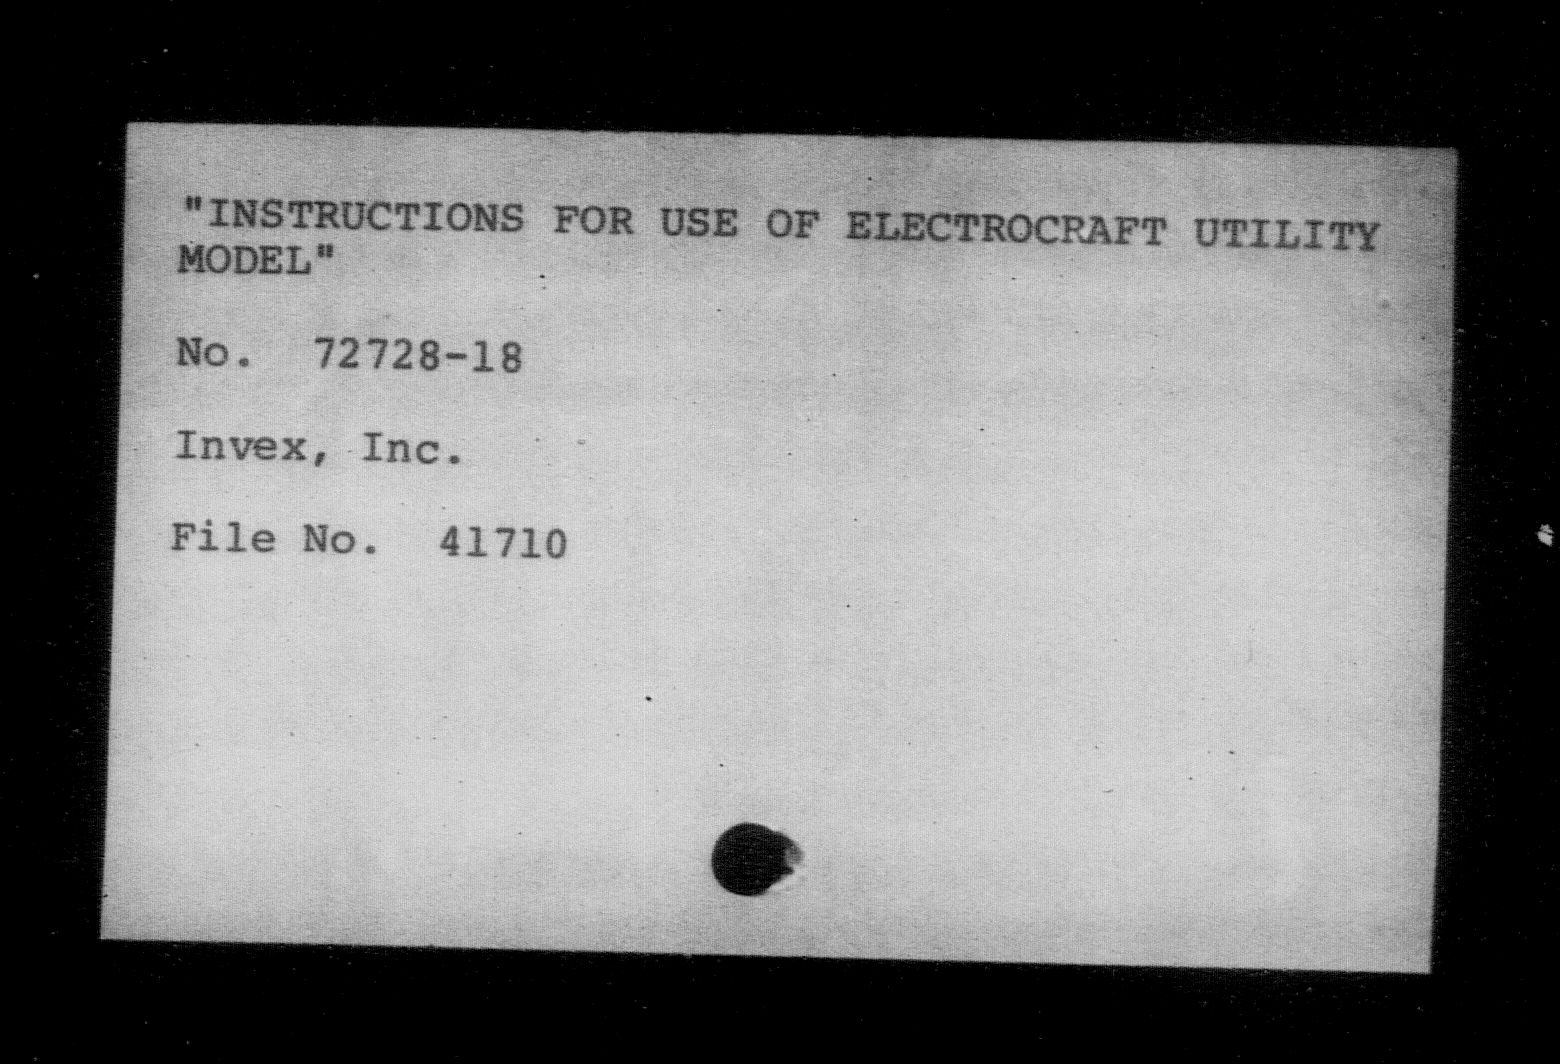 "INSTRUCTIONS FOR USE OF ELECTROCRAFT UTILITY
MODEL"
No. 72728-18
Invex, Inc.
File No. 41710